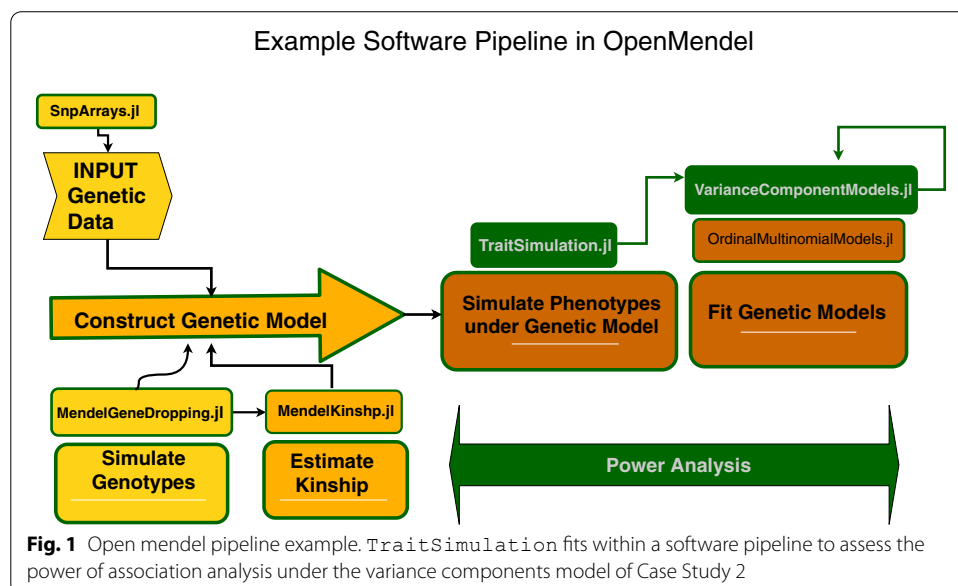 Example Software Pipeline in OpenMendel
SnpArrays.jl
INPUT
Genetic
Data
VarianceComponentModels.jl
TraitSimulation.jl
OrdinalMultinomialModels.jl
Construct Genetic Model
Simulate Phenotypes
under Genetic Model
Fit Genetic Models
MendelGeneDropping.jl
MendelKinshp.jl
Simulate
Genotypes
Estimate
Kinship
Power Analysis
Fig. 1 Open mendel pipeline example. TraitSimulation fits within a software pipeline to assess the
power of association analysis under the variance components model of Case Study 2